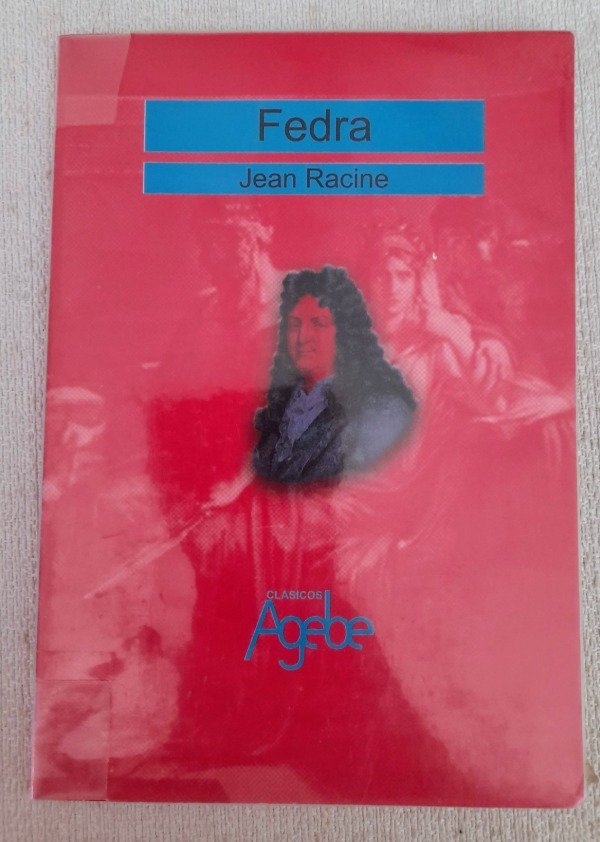 Fedra
Jean Racine
CLASICOS
Agebe